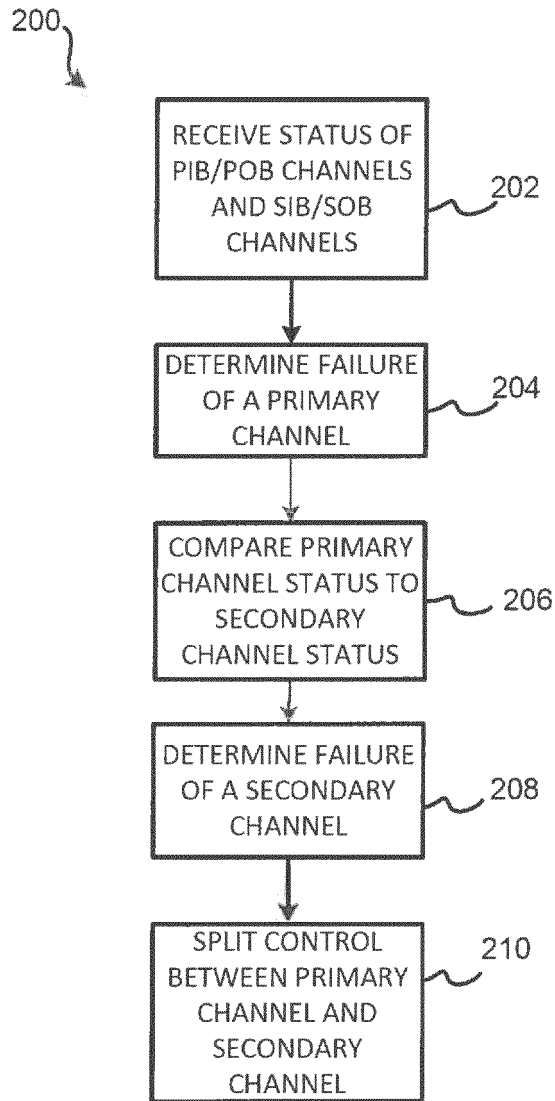 200
RECEIVE STATUS OF
PIB/POB CHANNELS
AND SIB/SOB
CHANNELS
202
DETERMINE FAILURE
OF A PRIMARY
CHANNEL
204
COMPARE PRIMARY
CHANNEL STATUS TO
SECONDARY
CHANNEL STATUS
206
DETERMINE FAILURE
OF A SECONDARY
CHANNEL
208
SPLIT CONTROL
BETWEEN PRIMARY
CHANNEL AND
SECONDARY
CHANNEL
210